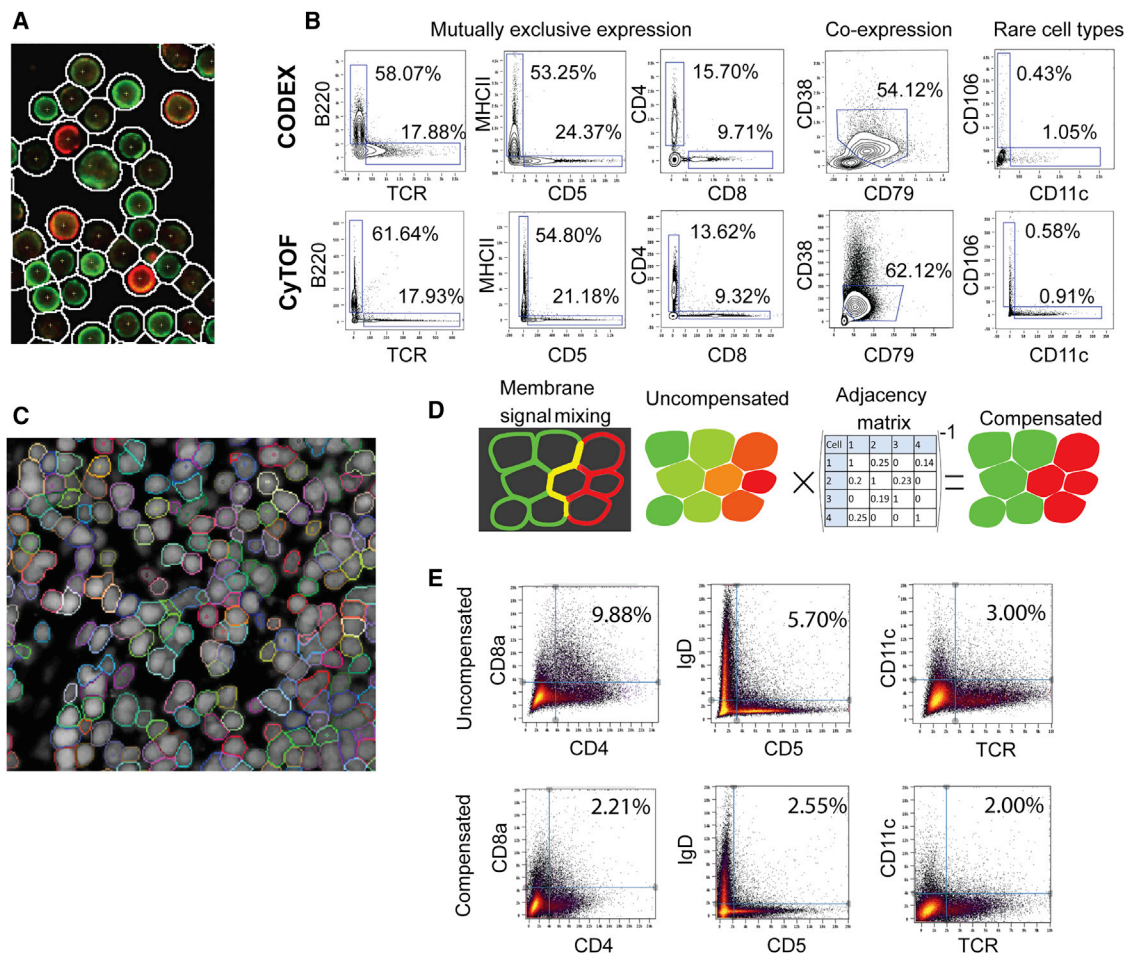 A
B
Mutually exclusive expression
Co-expression
Rare cell types
CODEX
B220
58.07%
17.88%
TCR
MHCII
53.25%
24.37%
CD5
CD4
15.70%
9.71%
CD8
CD38
54.12%
CD79
CD106
0.43%
1.05%
CD11c
CyTOF
B220
61.64%
17.93%
TCR
MHCII
54.80%
21.18%
CD5
CD4
13.62%
9.32%
CD8
CD38
62.12%
CD79
CD106
0.58%
0.91%
CD11c
C
D
Membrane
signal mixing
Uncompensated
Adjacency
matrix
Compensated
Cell 1 2 3 4
1 1 0.25 0 0.14
2 0.2 1 0.23 0
3 0 0.19 1 0
4 0.25 0 0 1
-1
×
=
E
Uncompensated
CD8a
9.88%
CD4
IgD
5.70%
CD5
CD11c
3.00%
TCR
Compensated
CD8a
2.21%
CD4
IgD
2.55%
CD5
CD11c
2.00%
TCR